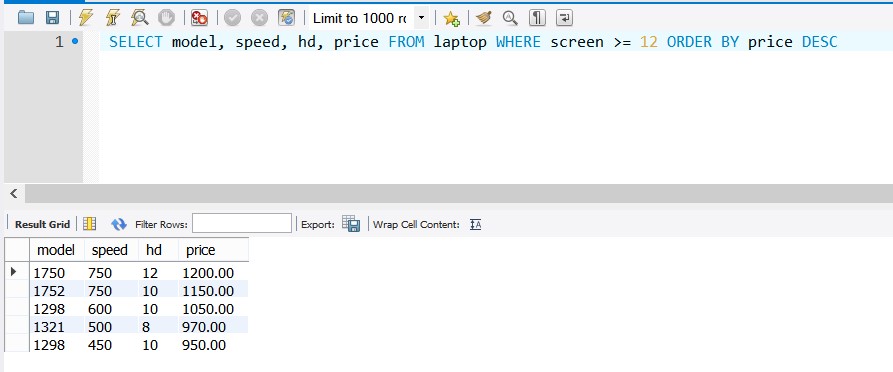 Limit to 1000 rc
1 SELECT model, speed, hd, price FROM laptop WHERE screen >= 12 ORDER BY price DESC
Result Grid Filter Rows: Export: Wrap Cell Content: IA
model speed hd price
1750 750 12 1200.00
1752 750 10 1150.00
1298 600 10 1050.00
1321 500 8 970.00
1298 450 10 950.00